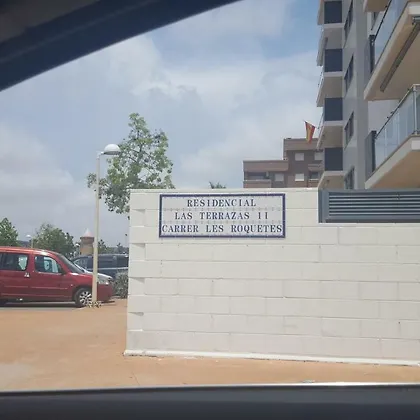 RESIDENCIAL
LAS TERRAZAS II
CARRER LES ROQUETES